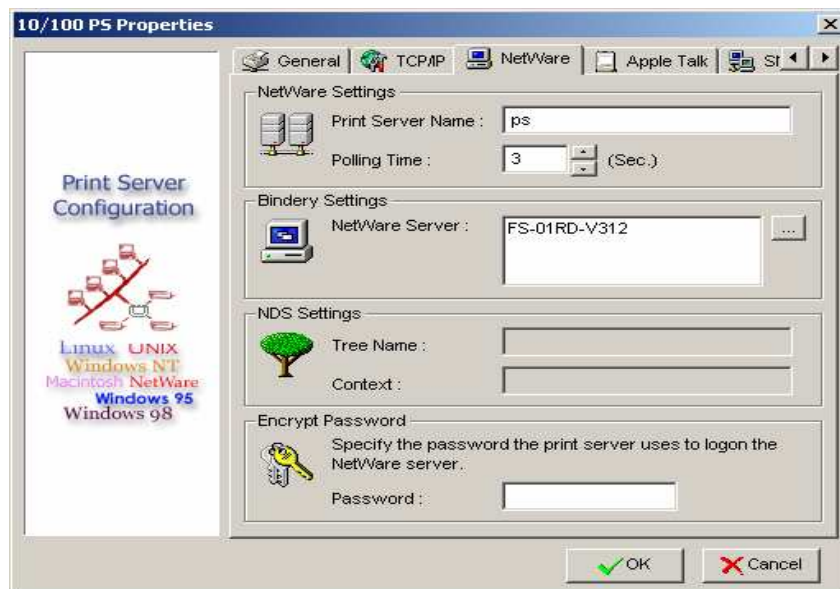 10/100 PS Properties
General TCP/IP NetWare Apple Talk
Print Server
Configuration
Linux UNIX
Windows NT
Macintosh NetWare
Windows 95
Windows 98
NetWare Settings
Print Server Name : ps
Polling Time : 3 (Sec.)
Bindery Settings
NetWare Server : FS-01RD-V312 ...
NDS Settings
Tree Name :
Context :
Encrypt Password
Specify the password the print server uses to logon the
NetWare server.
Password :
OK Cancel